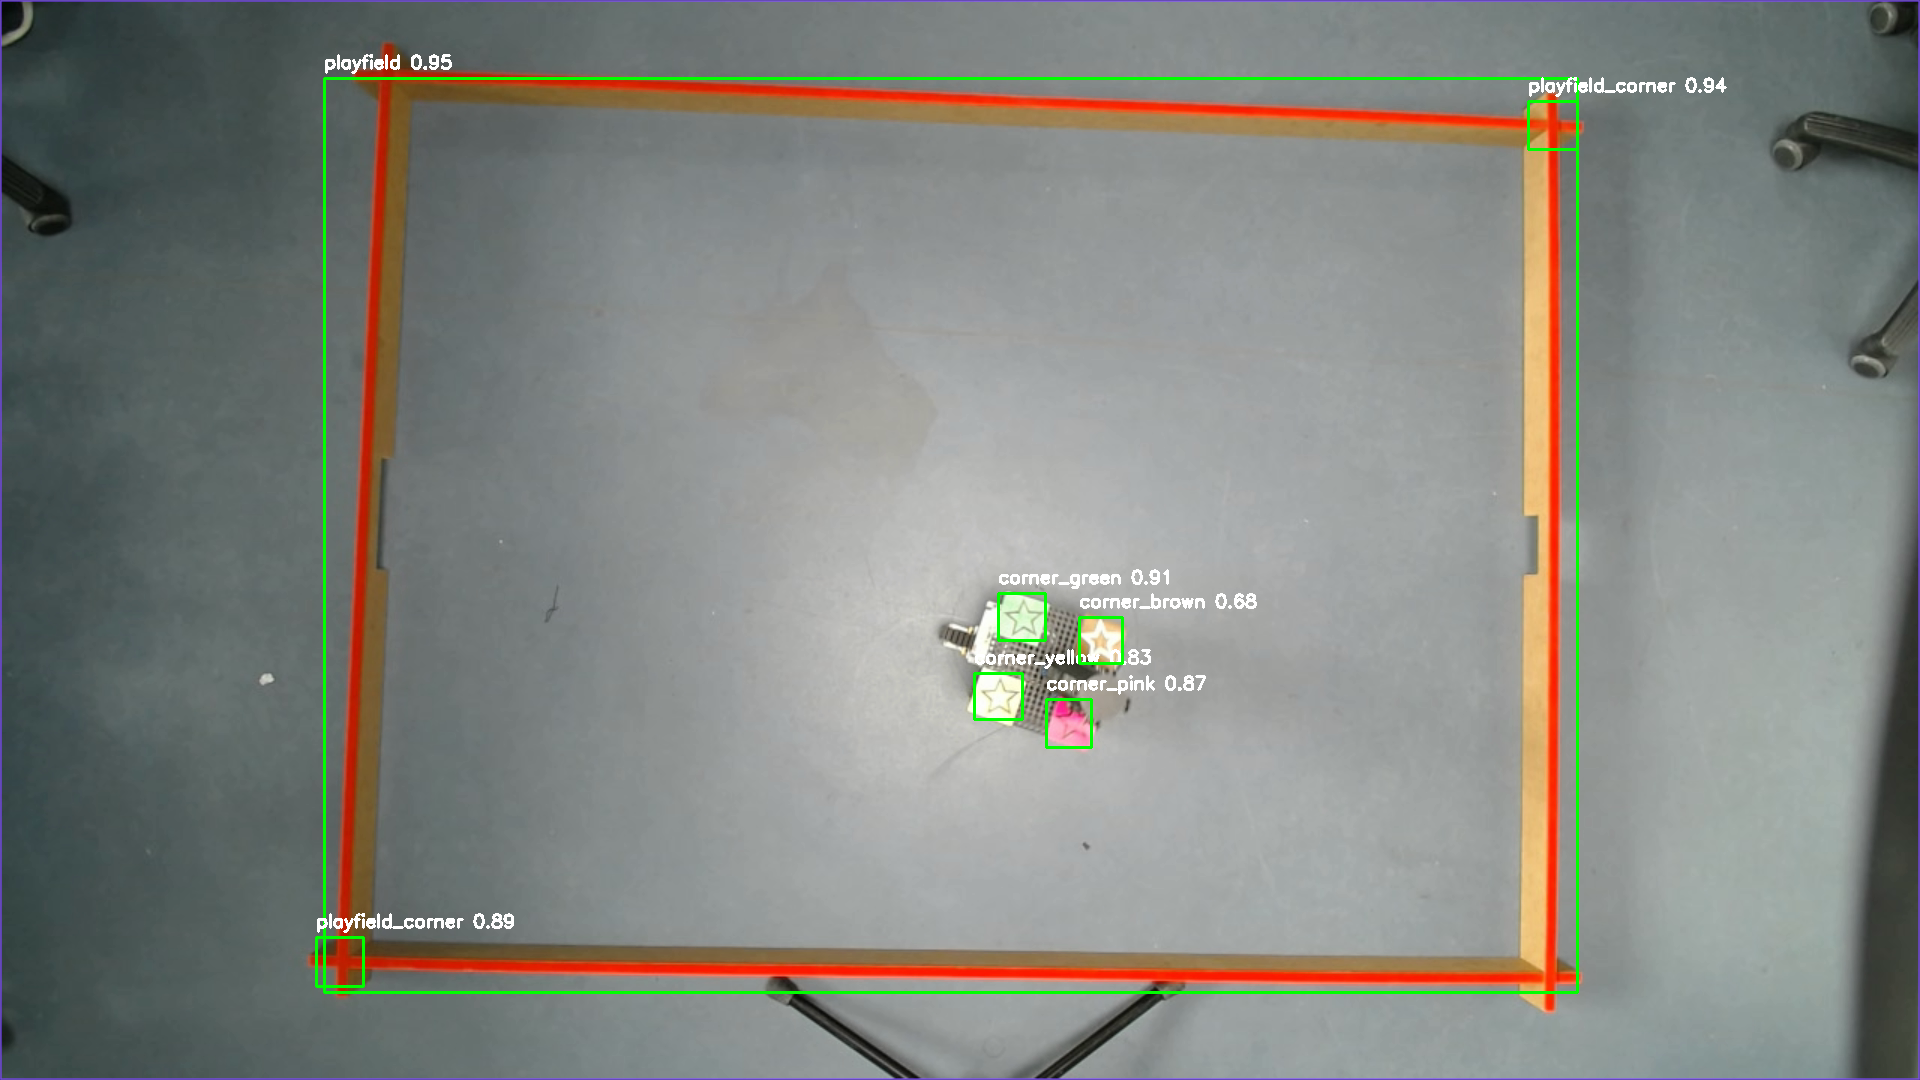 playfield 0.95
playfield_corner 0.94
corner_green 0.91
corner_brown 0.68
corner_yellow 0.83
corner_pink 0.87
playfield_corner 0.89